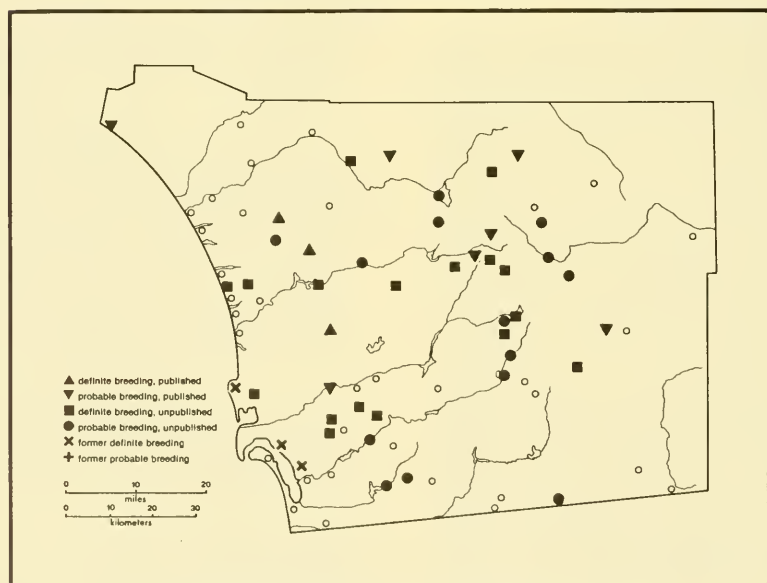 definite breeding, published
probable breeding, published
definite breeding, unpublished
probable breeding, unpublished
former definite breeding
former probable breeding
0 10 20
miles
0 10 20 30
kilometers